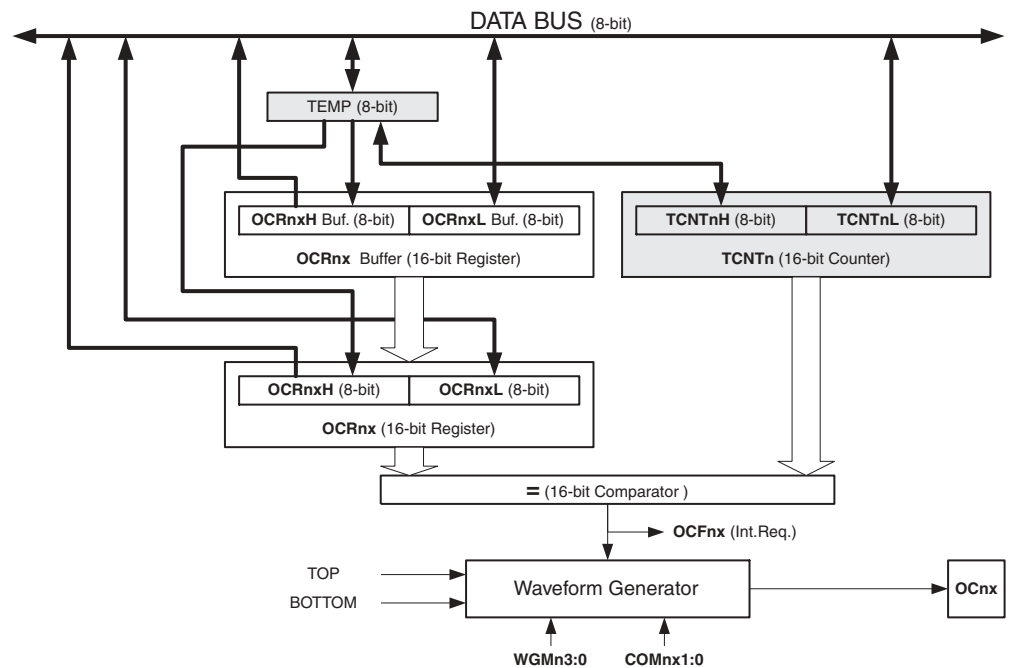 DATA BUS (8-bit)
TEMP (8-bit)
OCRnxH Buf. (8-bit) OCRnxL Buf. (8-bit)
TCNTnH (8-bit) TCNTnL (8-bit)
OCRnx Buffer (16-bit Register)
TCNTn (16-bit Counter)
OCRnxH (8-bit) OCRnxL (8-bit)
OCRnx (16-bit Register)
= (16-bit Comparator )
OCFnx (Int.Req.)
TOP
BOTTOM
Waveform Generator
OCnx
WGMn3:0 COMnx1:0